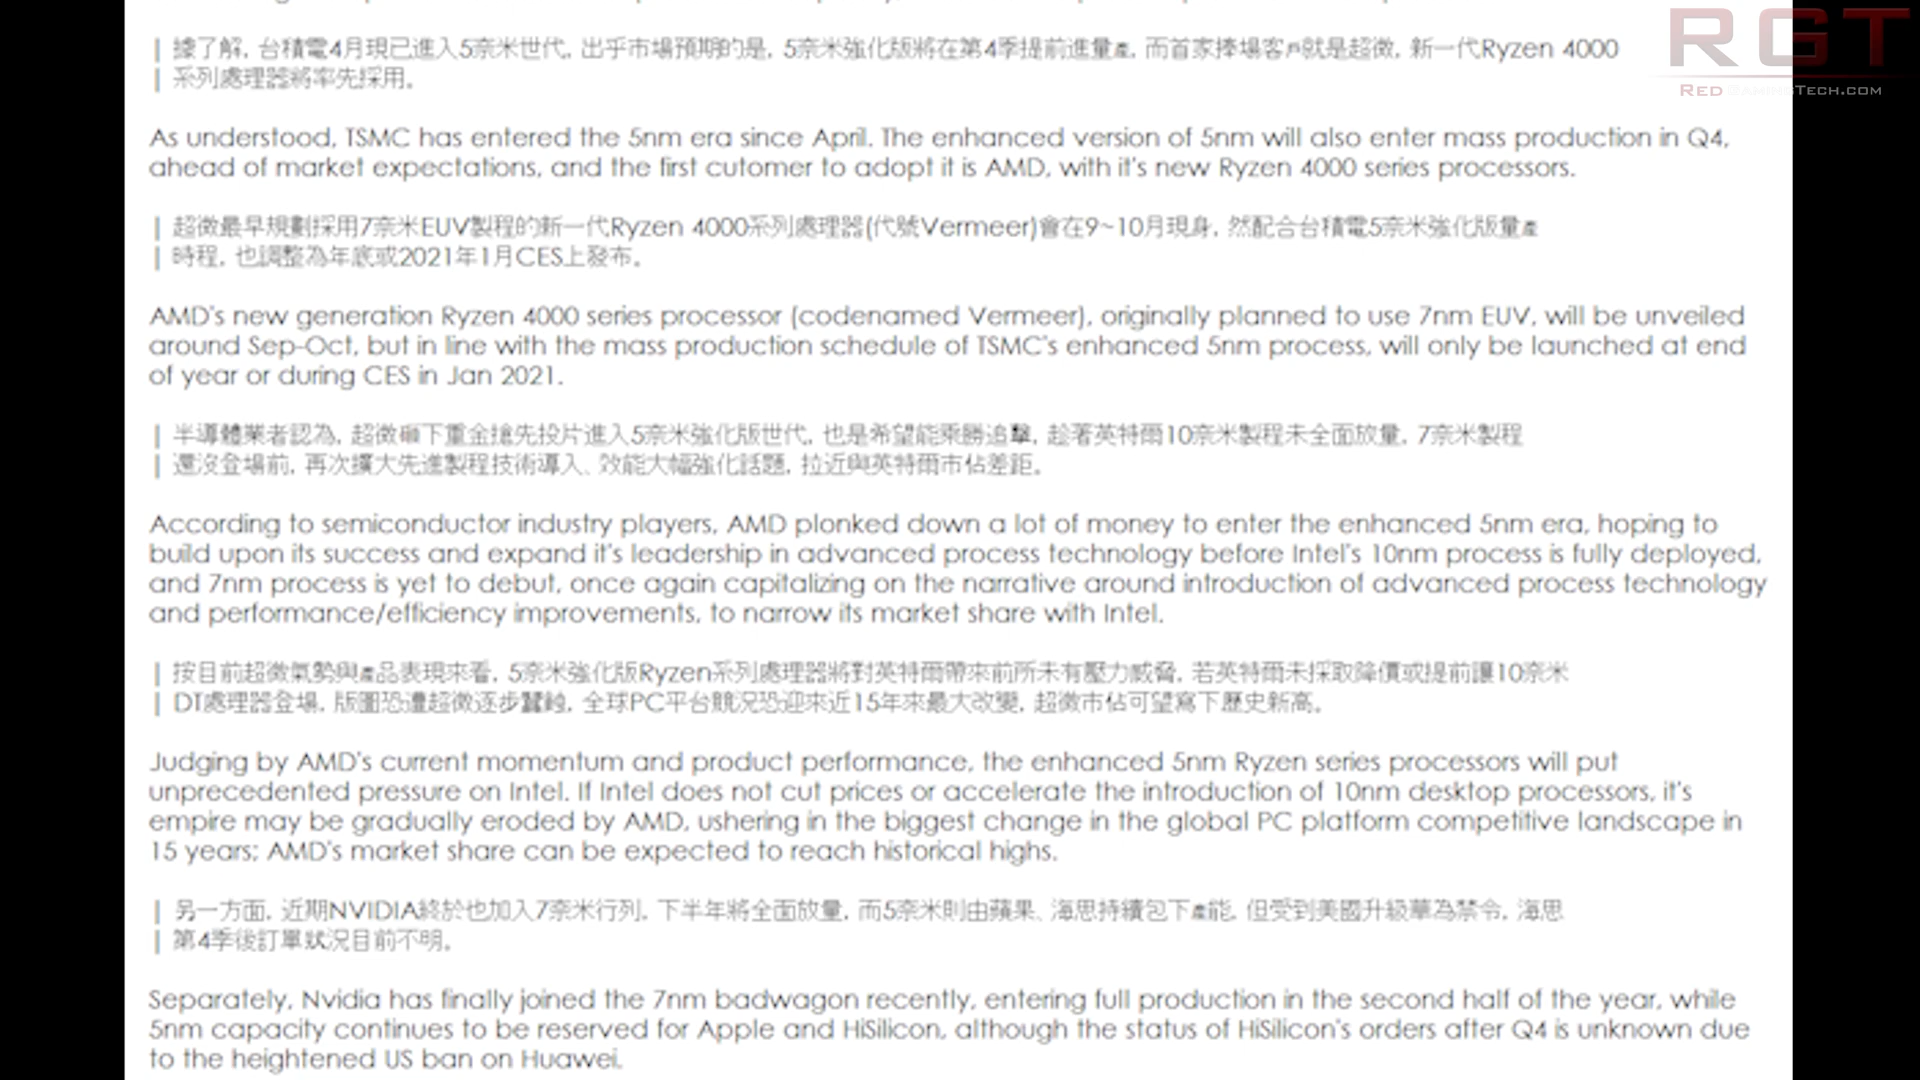 RGT
REDGAMINGTECH.COM
| 據了解, 台積電4月現已進入5奈米世代, 出乎市場預期的是, 5奈米強化版將在第4季提前進量產, 而首家捧場客戶就是超微, 新一代Ryzen 4000
| 系列處理器將率先採用。
As understood, TSMC has entered the 5nm era since April. The enhanced version of 5nm will also enter mass production in Q4,
ahead of market expectations, and the first cutomer to adopt it is AMD, with it's new Ryzen 4000 series processors.
| 超微最早規劃採用7奈米EUV製程的新一代Ryzen 4000系列處理器(代號Vermeer)會在9~10月現身, 然配合台積電5奈米強化版量產
| 時程, 也調整為年底或2021年1月CES上發布。
AMD's new generation Ryzen 4000 series processor (codenamed Vermeer), originally planned to use 7nm EUV, will be unveiled
around Sep-Oct, but in line with the mass production schedule of TSMC's enhanced 5nm process, will only be launched at end
of year or during CES in Jan 2021.
| 半導體業者認為, 超微砸下重金搶先投片進入5奈米強化版世代, 也是希望能乘勝追擊, 趁著英特爾10奈米製程未全面放量, 7奈米製程
| 還沒登場前, 再次擴大先進製程技術導入、效能大幅強化話題, 拉近與英特爾市佔差距。
According to semiconductor industry players, AMD plonked down a lot of money to enter the enhanced 5nm era, hoping to
build upon its success and expand it's leadership in advanced process technology before Intel's 10nm process is fully deployed,
and 7nm process is yet to debut, once again capitalizing on the narrative around introduction of advanced process technology
and performance/efficiency improvements, to narrow its market share with Intel.
| 按目前超微氣勢與產品表現來看, 5奈米強化版Ryzen系列處理器將對英特爾帶來前所未有壓力威脅, 若英特爾未採取降價或提前讓10奈米
| DT處理器登場, 版圖恐遭超微逐步蠶蝕, 全球PC平台競況恐迎來近15年來最大改變, 超微市佔可望寫下歷史新高。
Judging by AMD's current momentum and product performance, the enhanced 5nm Ryzen series processors will put
unprecedented pressure on Intel. If Intel does not cut prices or accelerate the introduction of 10nm desktop processors, it's
empire may be gradually eroded by AMD, ushering in the biggest change in the global PC platform competitive landscape in
15 years; AMD's market share can be expected to reach historical highs.
| 另一方面, 近期NVIDIA終於也加入7奈米行列, 下半年將全面放量, 而5奈米則由蘋果、海思持續包下產能, 但受到美國升級華為禁令, 海思
| 第4季後訂單狀況目前不明。
Separately, Nvidia has finally joined the 7nm badwagon recently, entering full production in the second half of the year, while
5nm capacity continues to be reserved for Apple and HiSilicon, although the status of HiSilicon's orders after Q4 is unknown due
to the heightened US ban on Huawei.